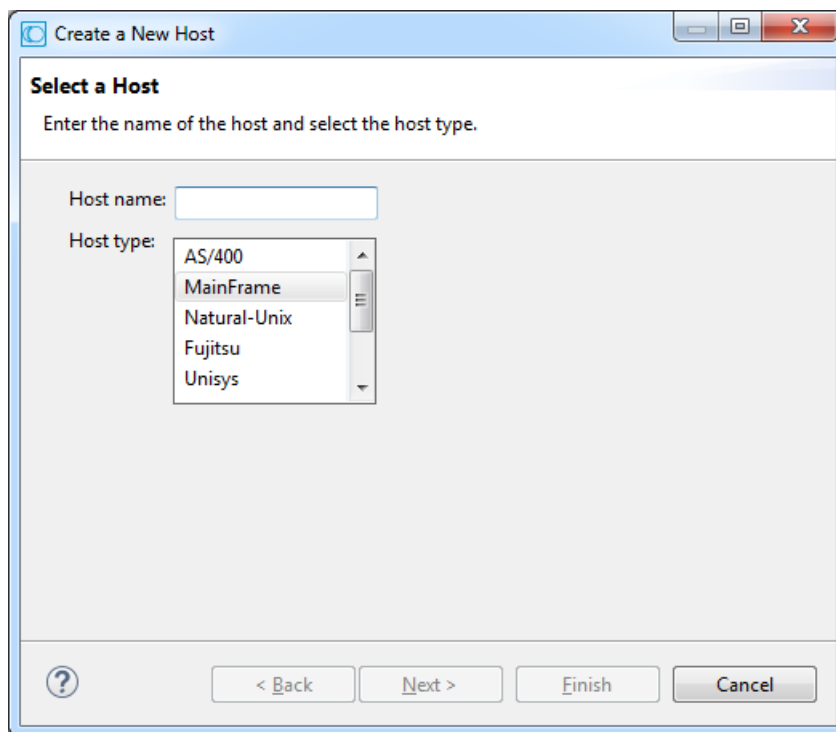 Create a New Host
Select a Host
Enter the name of the host and select the host type.
Host name:
Host type:
AS/400
MainFrame
Natural-Unix
Fujitsu
Unisys
< Back
Next >
Finish
Cancel